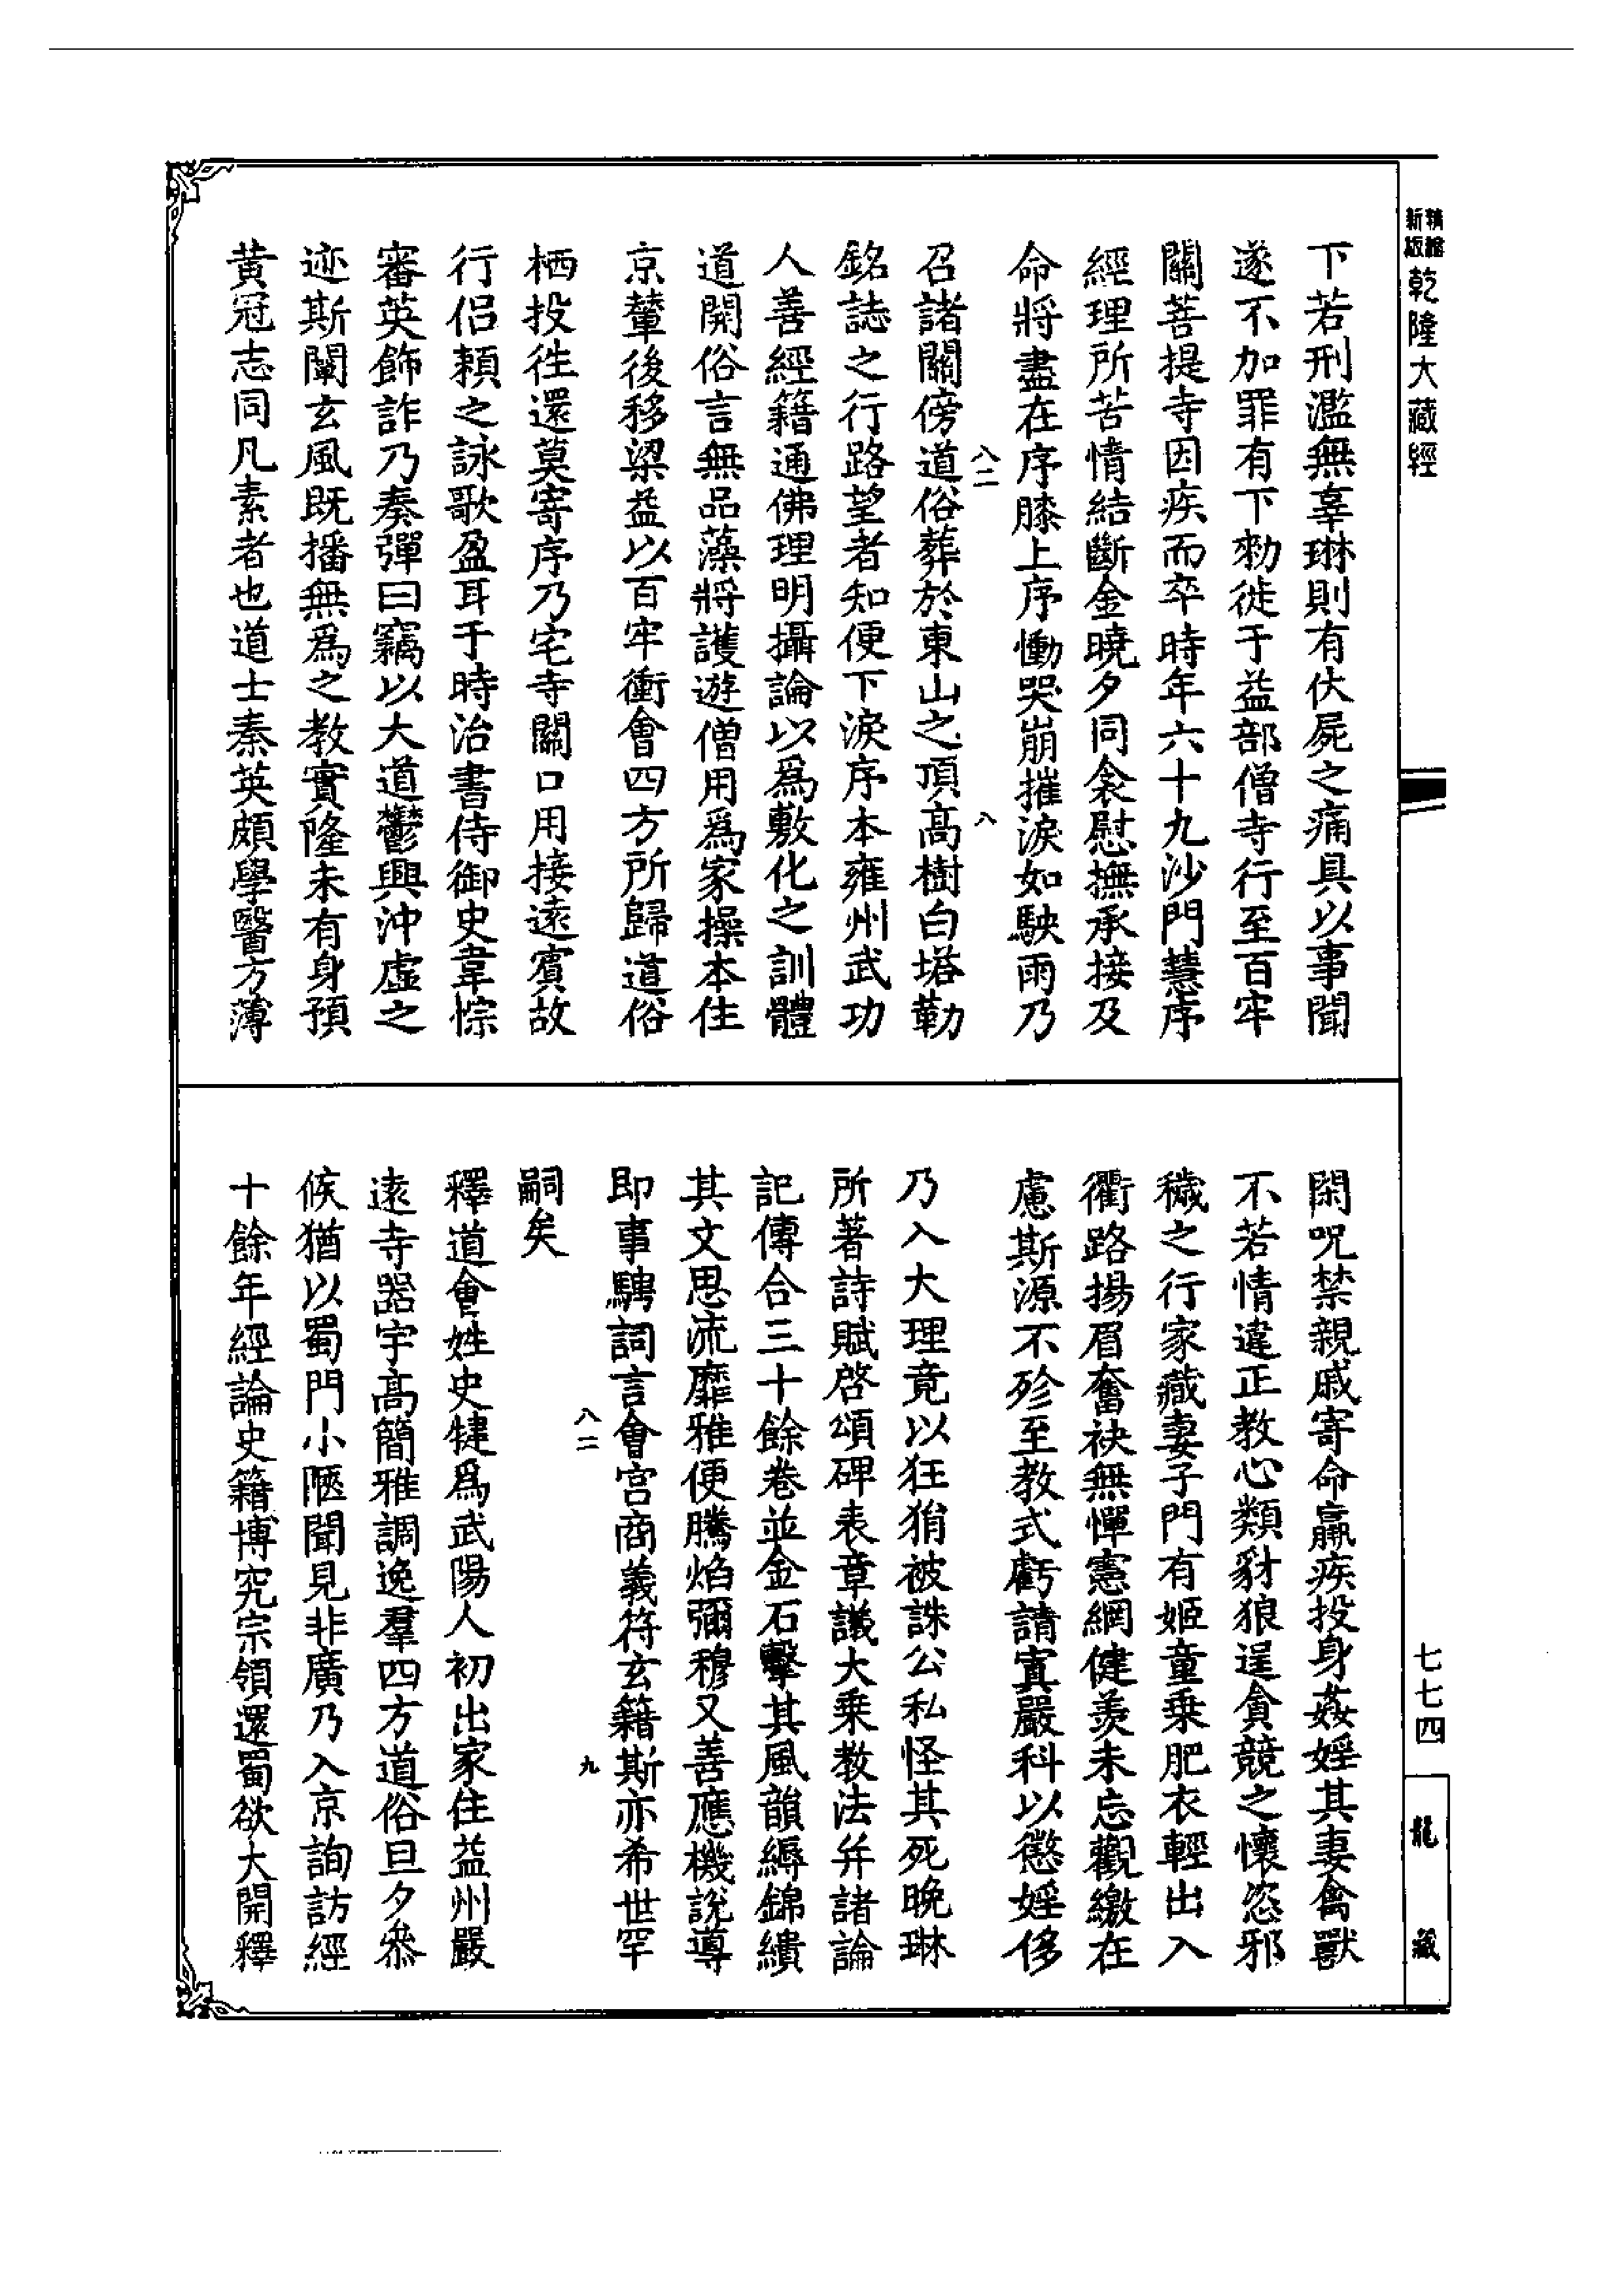 精繪新版乾隆大藏經
下若刑濫無辜琳則有伏屍之痛具以事聞
遂不加罪有下勑徙于益部僧寺行至百牢
關菩提寺因疾而卒時年六十九沙門慧序
經理所苦情結斷金曉夕同衾慰撫承接及
命將盡在序膝上序慟哭崩摧淚如駛雨乃
八二 八
召諸關傍道俗葬於東山之頂高樹白塔勒
銘誌之行路望者知便下淚序本雍州武功
人善經籍通佛理明攝論以爲敷化之訓體
道開俗言無品藻將護遊僧用爲家操本住
京輦後移梁益以百牢衝會四方所歸道俗
栖投往還莫寄序乃宅寺關口用接遠賓故
行侣頼之詠歌盈耳于時治書侍御史韋悰
審英飾詐乃奏彈曰竊以大道鬱興沖虛之
迹斯闡玄風既播無爲之教實隆未有身預
黄冠志同凡素者也道士秦英頗學醫方薄
閑呪禁親戚寄命羸疾投身姦婬其妻禽獸
不若情違正教心類豺狼逞貪競之懷恣邪
穢之行家藏妻子門有姬童乗肥衣輕出入
衢路揚眉奮袂無憚憲網健羨未忘觀繳在
慮斯源不殄至教式虧請寘嚴科以懲婬侈
乃入大理竟以狂狷被誅公私怪其死晚琳
所著詩賦啓頌碑表章議大乗教法并諸論
記傳合三十餘卷並金石擊其風韻縟錦繢
其文思流靡雅便騰焰彌穆又善應機說導
即事騁詞言會宫商義符玄籍斯亦希世罕
八二 九
嗣矣
釋道會姓史犍爲武陽人初出家住益州嚴
遠寺器宇高簡雅調逸羣四方道俗旦夕叅
候猶以蜀門小陋聞見非廣乃入京詢訪經
十餘年經論史籍博究宗領還蜀欲大開釋
七七四
龍藏